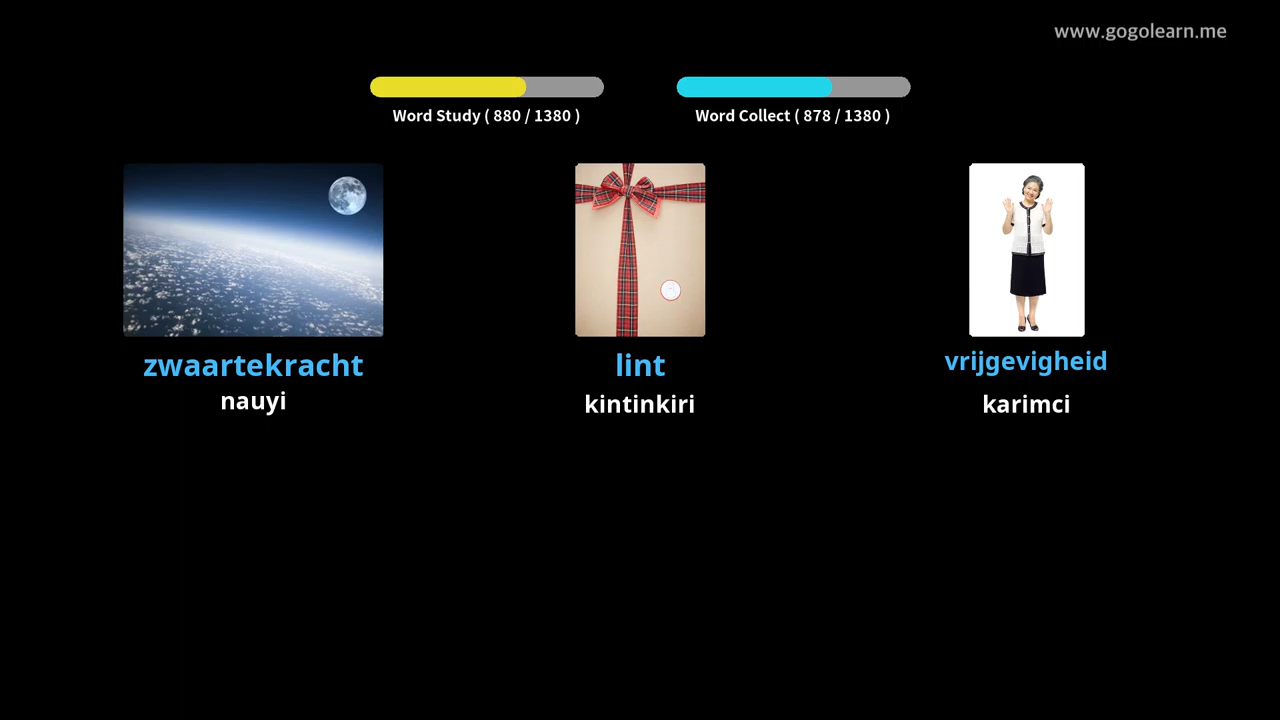 www.gogolearn.me
Word Study ( 880 / 1380 )
Word Collect ( 878 / 1380 )
zwaartekracht
nauyi
lint
kintinkiri
vrijgevigheid
karimci